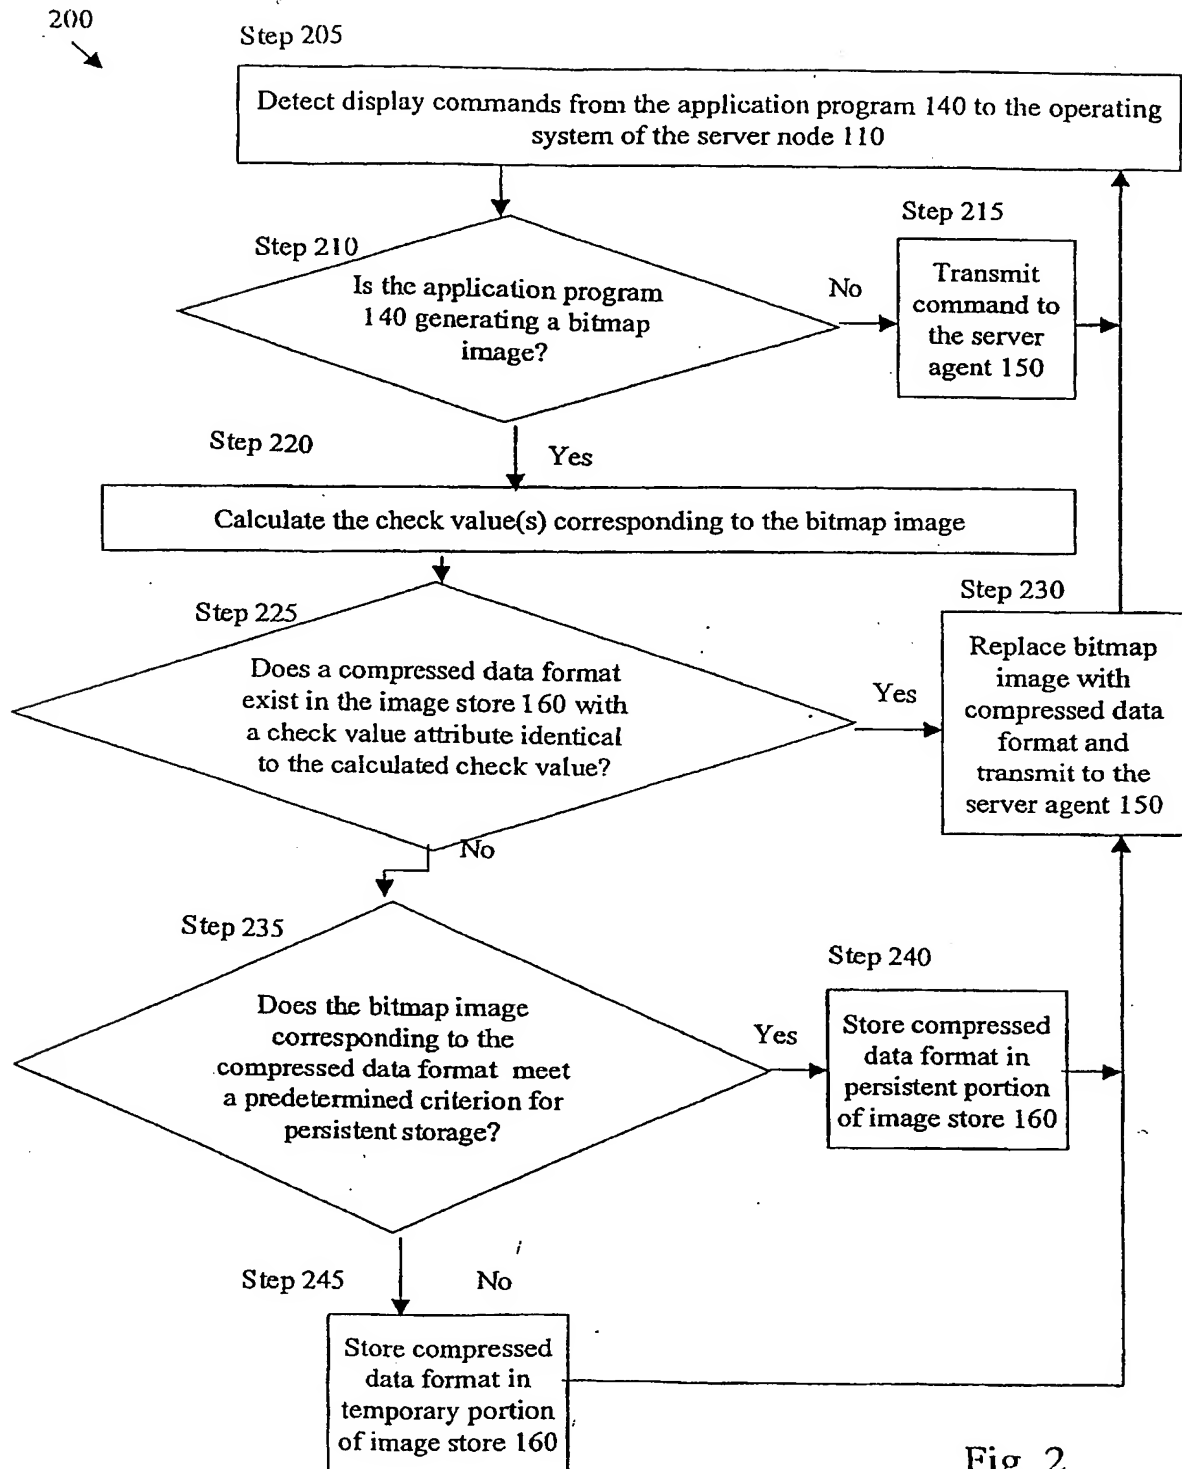 200
Step 205
Detect display commands from the application program 140 to the operating
system of the server node 110
Step 210
Is the application program
140 generating a bitmap
image?
No
Step 215
Transmit
command to
the server
agent 150
Yes
Step 220
Calculate the check value(s) corresponding to the bitmap image
Step 225
Does a compressed data format
exist in the image store 160 with
a check value attribute identical
to the calculated check value?
Yes
Step 230
Replace bitmap
image with
compressed data
format and
transmit to the
server agent 150
No
Step 235
Does the bitmap image
corresponding to the
compressed data format meet
a predetermined criterion for
persistent storage?
Yes
Step 240
Store compressed
data format in
persistent portion
of image store 160
No
Step 245
Store compressed
data format in
temporary portion
of image store 160
Fig. 2